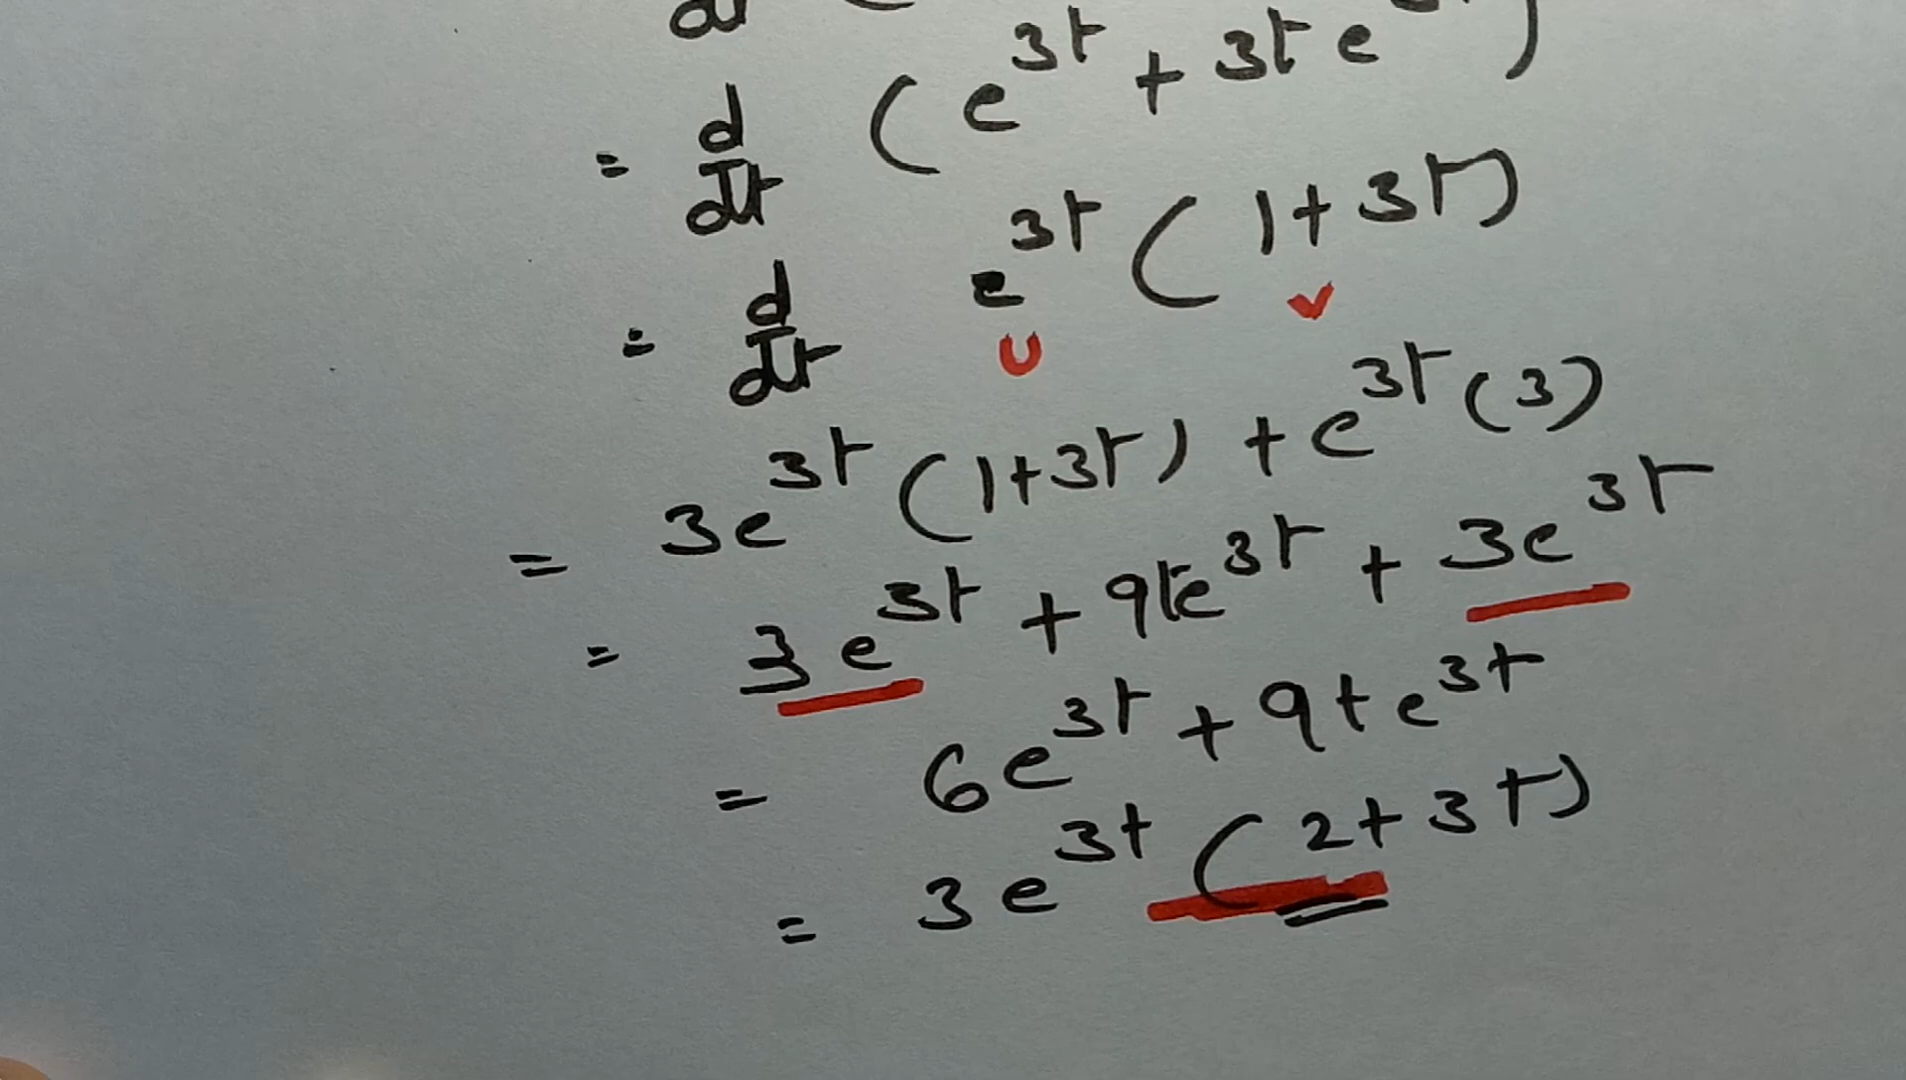 = d/dt (e^3t + 3te
= d/dt e^3t (1+3t)
U v
= 3e^3t (1+3t) + e^3t (3)
= 3e^3t + 9te^3t + 3e^3t
= 6e^3t + 9te^3t
= 3e^3t (2+3t)